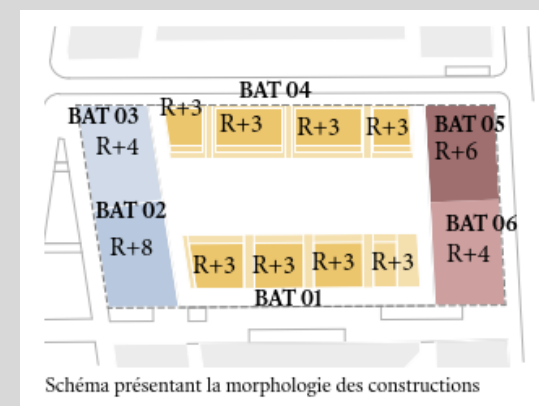 BAT 04
R+3
BAT 03
R+3
R+3
R+3
BAT 05
R+4
R+6
BAT 02
BAT 06
R+8
R+4
R+3
R+3
R+3
R+3
BAT 01
Schéma présentant la morphologie des constructions